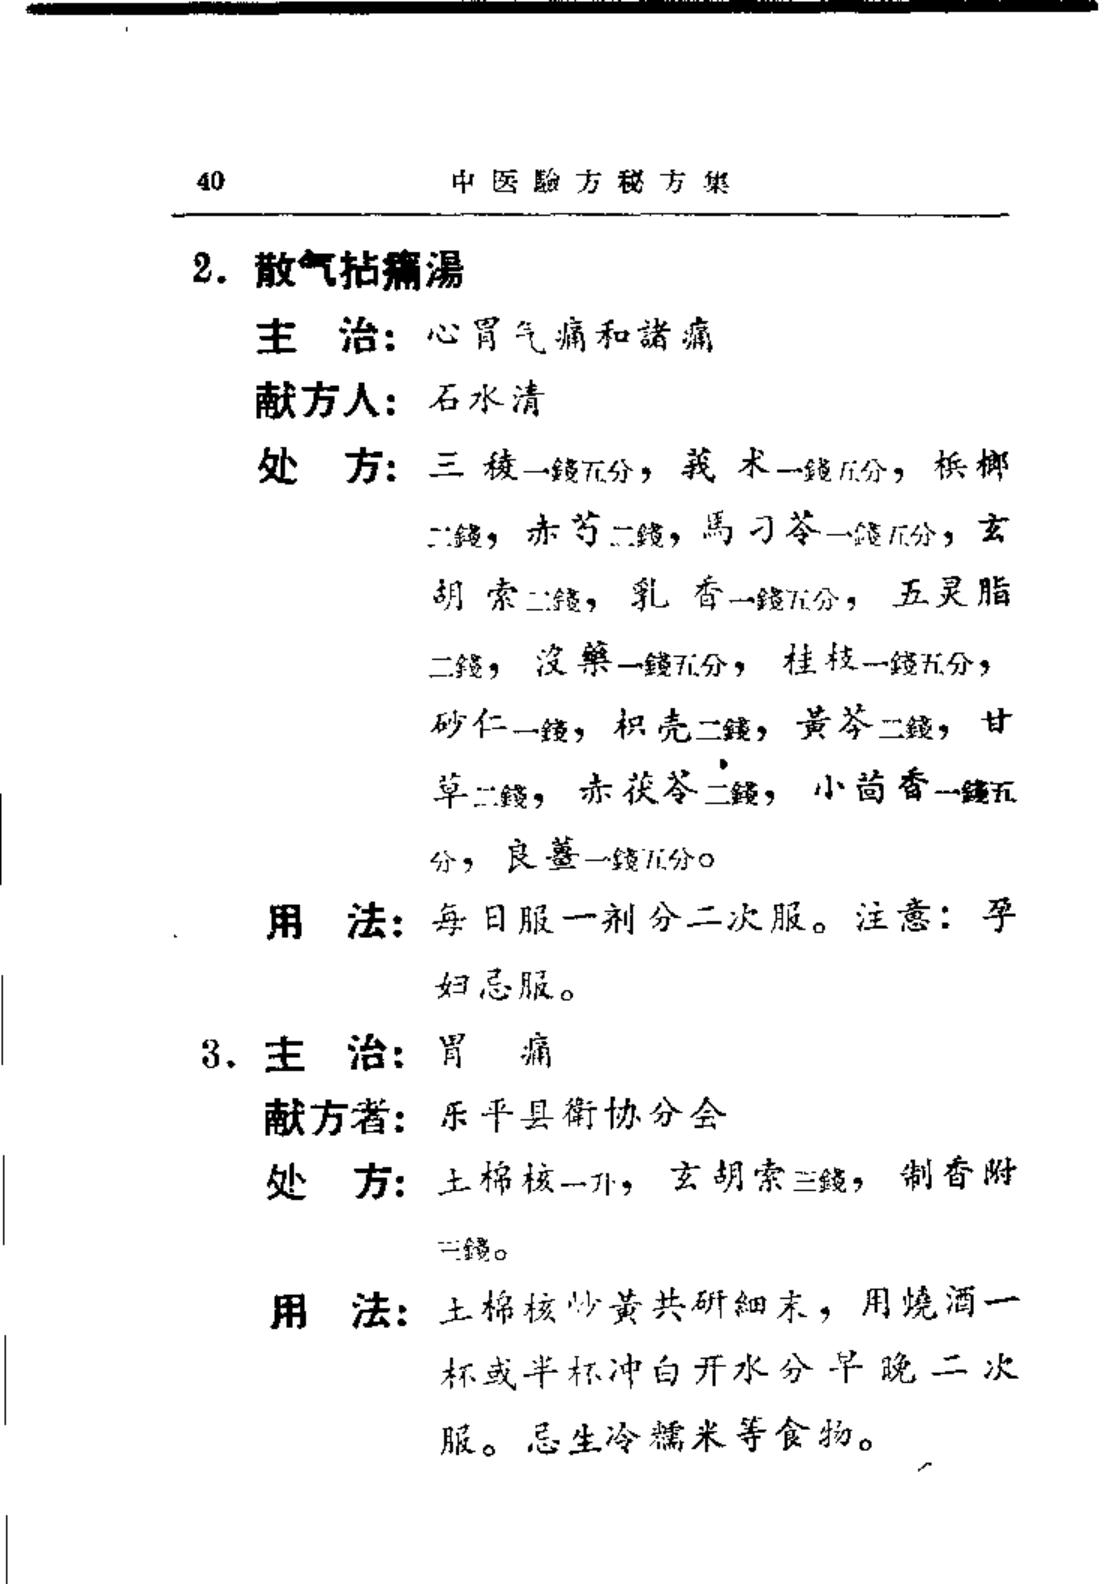 40 中医驗方秘方集
2. 散气拈痛湯
主 治: 心胃气痛和諸痛
献方人: 石水清
处 方: 三稜一錢五分, 莪术一錢五分, 梹榔
二錢, 赤芍二錢, 馬刁苓一錢五分, 玄
胡索二錢, 乳香一錢五分, 五灵脂
二錢, 沒藥一錢五分, 桂枝一錢五分,
砂仁一錢, 枳壳二錢, 黃芩二錢, 甘
草二錢, 赤茯苓二錢, 小茴香一錢五
分, 良薑一錢五分。
用 法: 每日服一剂分二次服。注意: 孕
妇忌服。
3. 主 治: 胃 痛
献方者: 乐平县衛协分会
处 方: 土棉核一升, 玄胡索三錢, 制香附
三錢。
用 法: 土棉核炒黃共研細末, 用燒酒一
杯或半杯冲白开水分早晚二次
服。忌生冷糯米等食物。